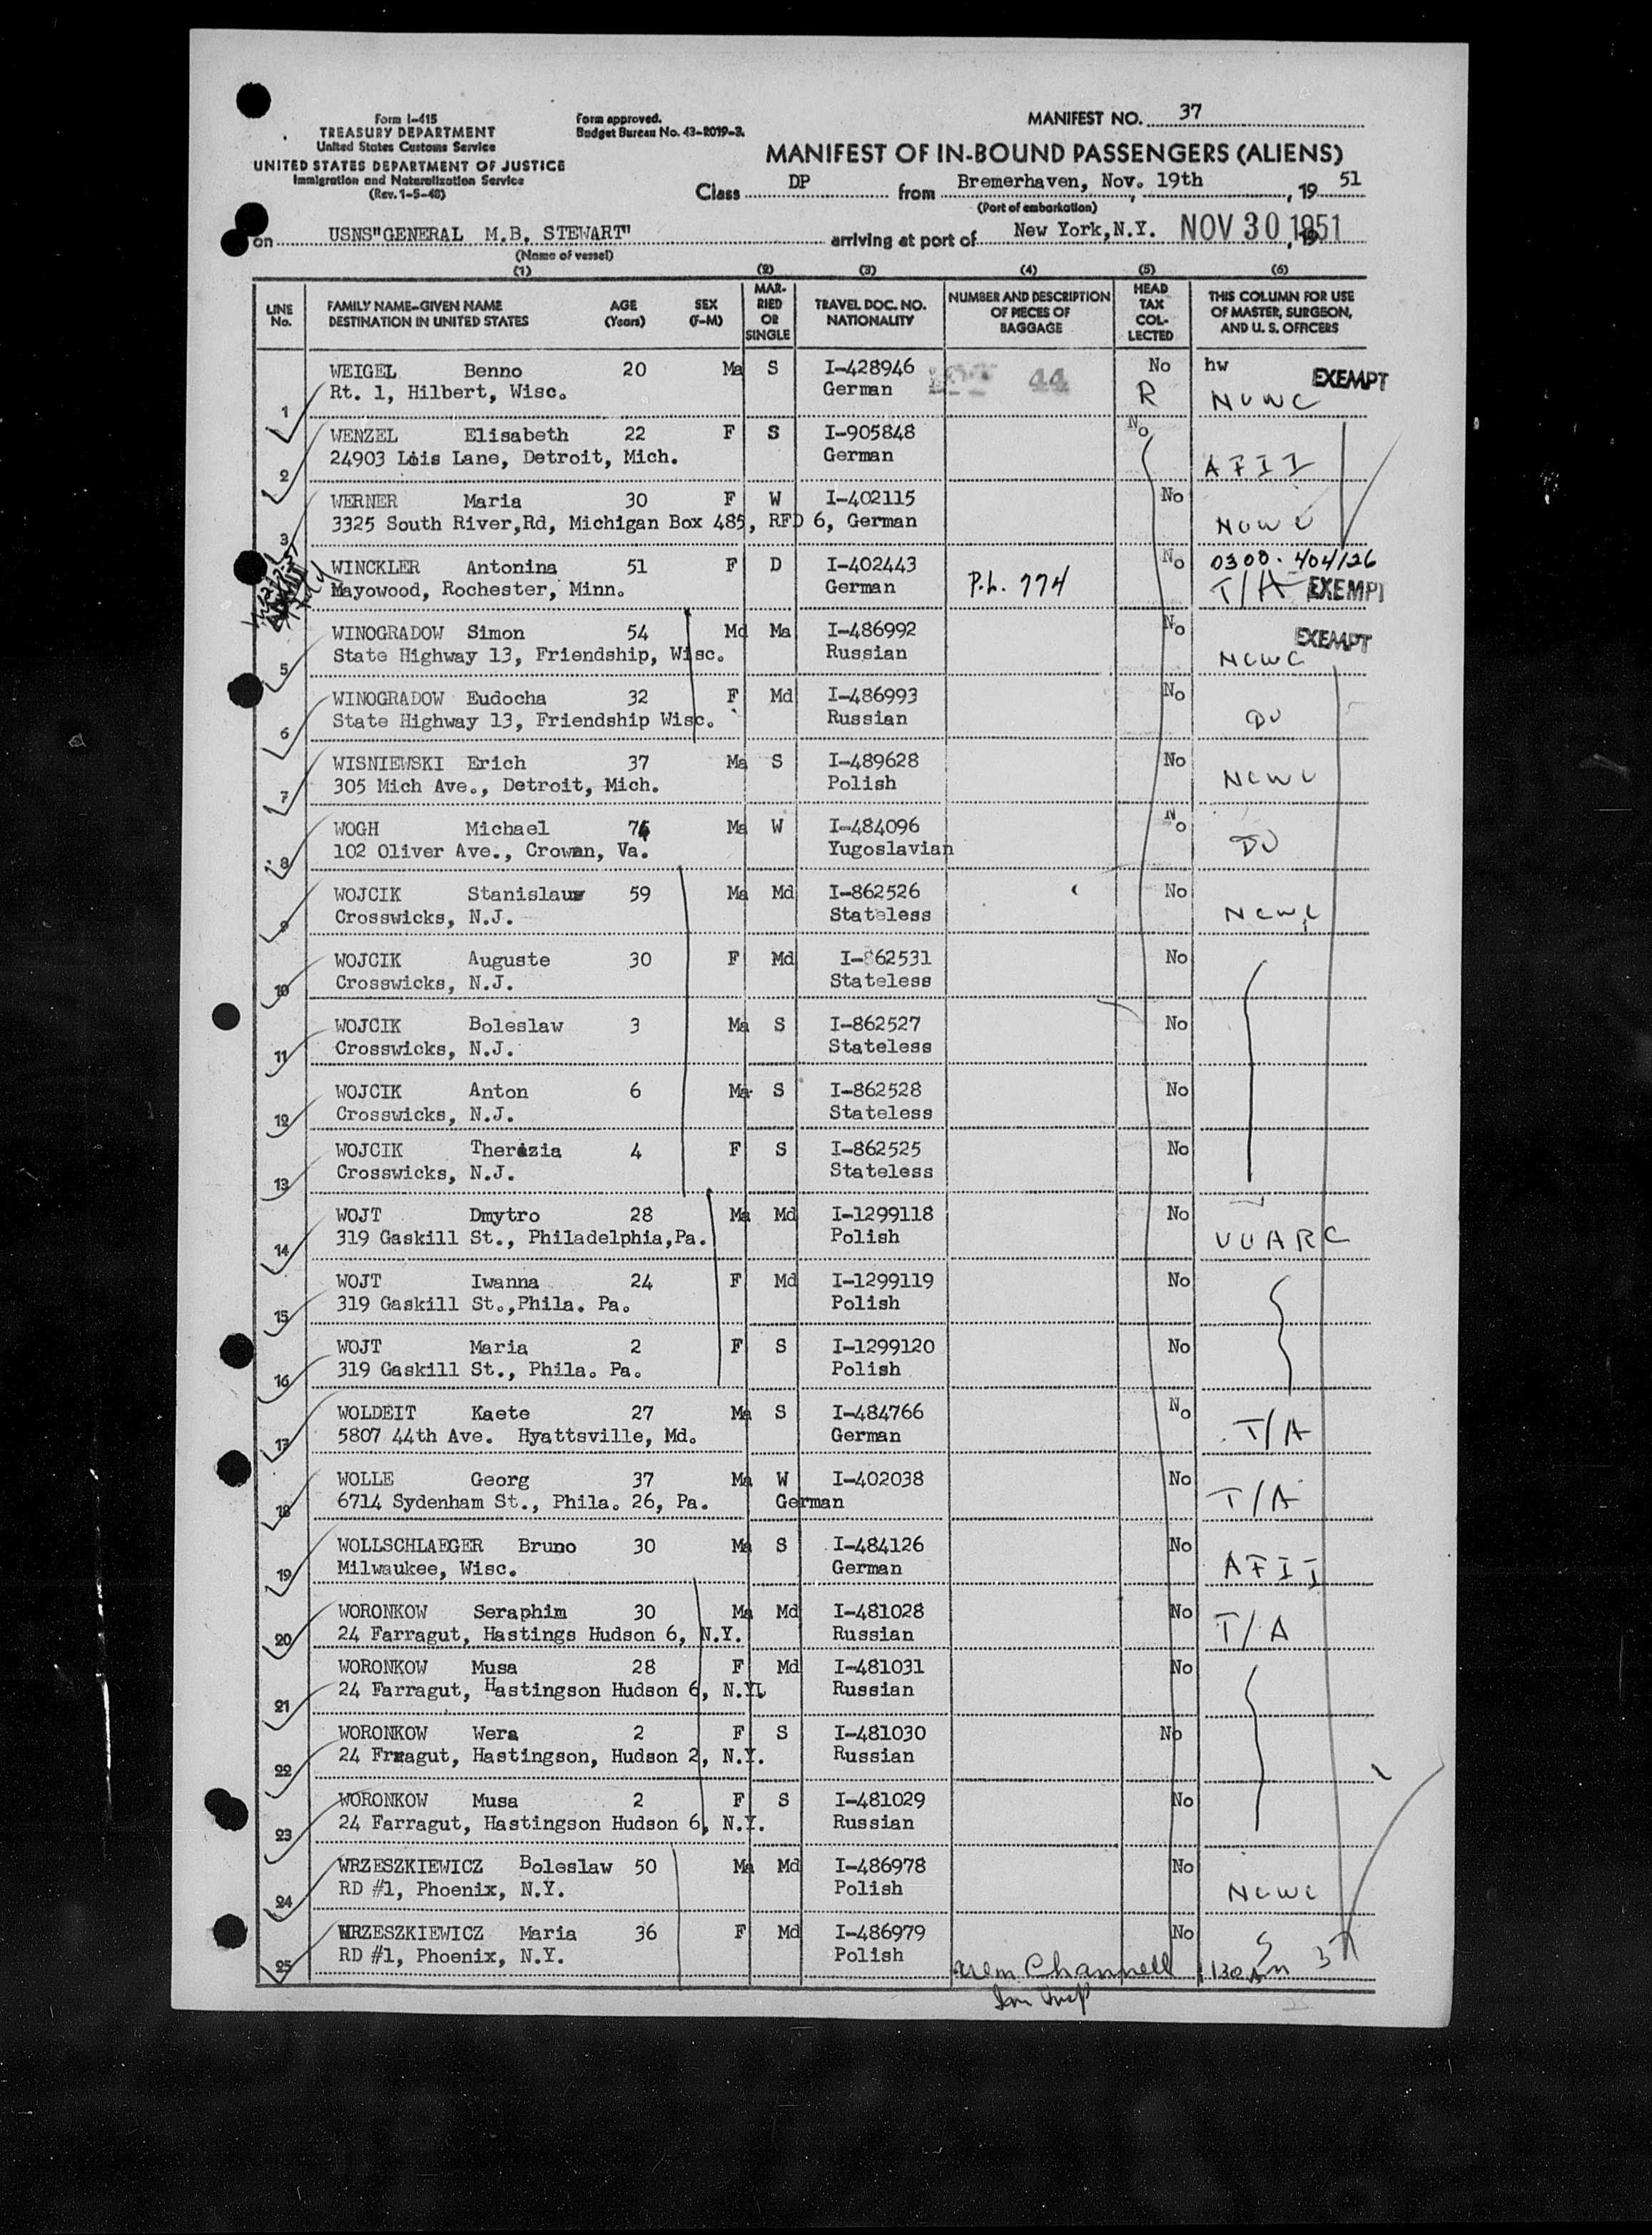 Form I-415
TREASURY DEPARTMENT
United States Customs Service
UNITED STATES DEPARTMENT OF JUSTICE
Immigration and Naturalization Service
(Rev. 1-5-48)
Form approved.
Budget Bureau No. 43-R019-3.
MANIFEST NO. 37
MANIFEST OF IN-BOUND PASSENGERS (ALIENS)
Class DP from Bremerhaven, Nov. 19th, 19 51
(Port of embarkation)
on USNS"GENERAL M.B. STEWART" arriving at port of New York,N.Y. NOV 30 1951
(Name of vessel)
(1) (2) (3) (4) (5) (6)
LINE No. FAMILY NAME-GIVEN NAME DESTINATION IN UNITED STATES AGE (Years) SEX (F-M) MARRIED OR SINGLE TRAVEL DOC. NO. NATIONALITY NUMBER AND DESCRIPTION OF PIECES OF BAGGAGE HEAD TAX COLLECTED THIS COLUMN FOR USE OF MASTER, SURGEON, AND U. S. OFFICERS
WEIGEL Benno 20 Ma S I-428946 44 No hw EXEMPT
1 Rt. 1, Hilbert, Wisc. German R NCWC
WENZEL Elisabeth 22 F S I-905848 No
2 24903 Lois Lane, Detroit, Mich. German AFII
WERNER Maria 30 F W I-402115 No
3 3325 South River,Rd, Michigan Box 485, RFD 6, German NCWC
WINCKLER Antonina 51 F D I-402443 No 0300-404126
Mayowood, Rochester, Minn. German P.L. 774 T/A EXEMPT
WINOGRADOW Simon 54 Md Ma I-486992 No EXEMPT
5 State Highway 13, Friendship, Wisc. Russian NCWC
WINOGRADOW Eudocha 32 F Md I-486993 No
6 State Highway 13, Friendship Wisc. Russian DO
WISNIEWSKI Erich 37 Ma S I-489628 No
7 305 Mich Ave., Detroit, Mich. Polish NCWC
WOGH Michael Ma W I-484096 No
8 102 Oliver Ave., Crowan, Va. Yugoslavian DO
WOJCIK Stanislaus 59 Ma Md I-862526 No
9 Crosswicks, N.J. Stateless NCWC
WOJCIK Auguste 30 F Md I-862531 No
10 Crosswicks, N.J. Stateless
WOJCIK Boleslaw 3 Ma S I-862527 No
11 Crosswicks, N.J. Stateless
WOJCIK Anton 6 Ma S I-862528 No
12 Crosswicks, N.J. Stateless
WOJCIK Therezia 4 F S I-862525 No
13 Crosswicks, N.J. Stateless
WOJT Dmytro 28 Ma Md I-1299118 No
14 319 Gaskill St., Philadelphia,Pa. Polish UUARC
WOJT Iwanna 24 F Md I-1299119 No
15 319 Gaskill St.,Phila. Pa. Polish
WOJT Maria 2 F S I-1299120 No
16 319 Gaskill St., Phila. Pa. Polish
WOLDEIT Kaete 27 Ma S I-484766 No
17 5807 44th Ave. Hyattsville, Md. German T/A
WOLLE Georg 37 Ma W I-402038 No
18 6714 Sydenham St., Phila. 26, Pa. German T/A
WOLLSCHLAEGER Bruno 30 Ma S I-484126 No
19 Milwaukee, Wisc. German AFII
WORONKOW Seraphim 30 Ma Md I-481028 No
20 24 Farragut, Hastings Hudson 6, N.Y. Russian T/A
WORONKOW Musa 28 F Md I-481031 No
21 24 Farragut, Hastingson Hudson 6, N.Y. Russian
WORONKOW Wera 2 F S I-481030 No
22 24 Frragut, Hastingson, Hudson 2, N.Y. Russian
WORONKOW Musa 2 F S I-481029 No
23 24 Farragut, Hastingson Hudson 6, N.Y. Russian
WRZESZKIEWICZ Boleslaw 50 Ma Md I-486978 No
24 RD #1, Phoenix, N.Y. Polish NCWC
WRZESZKIEWICZ Maria 36 F Md I-486979 No
25 RD #1, Phoenix, N.Y. Polish
Wem Channell